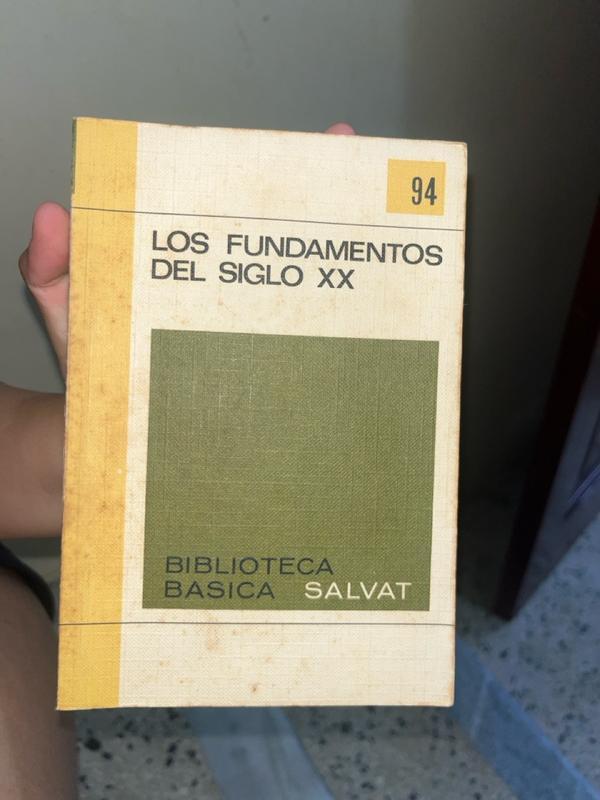 94
LOS FUNDAMENTOS
DEL SIGLO XX
BIBLIOTECA
BASICA SALVAT